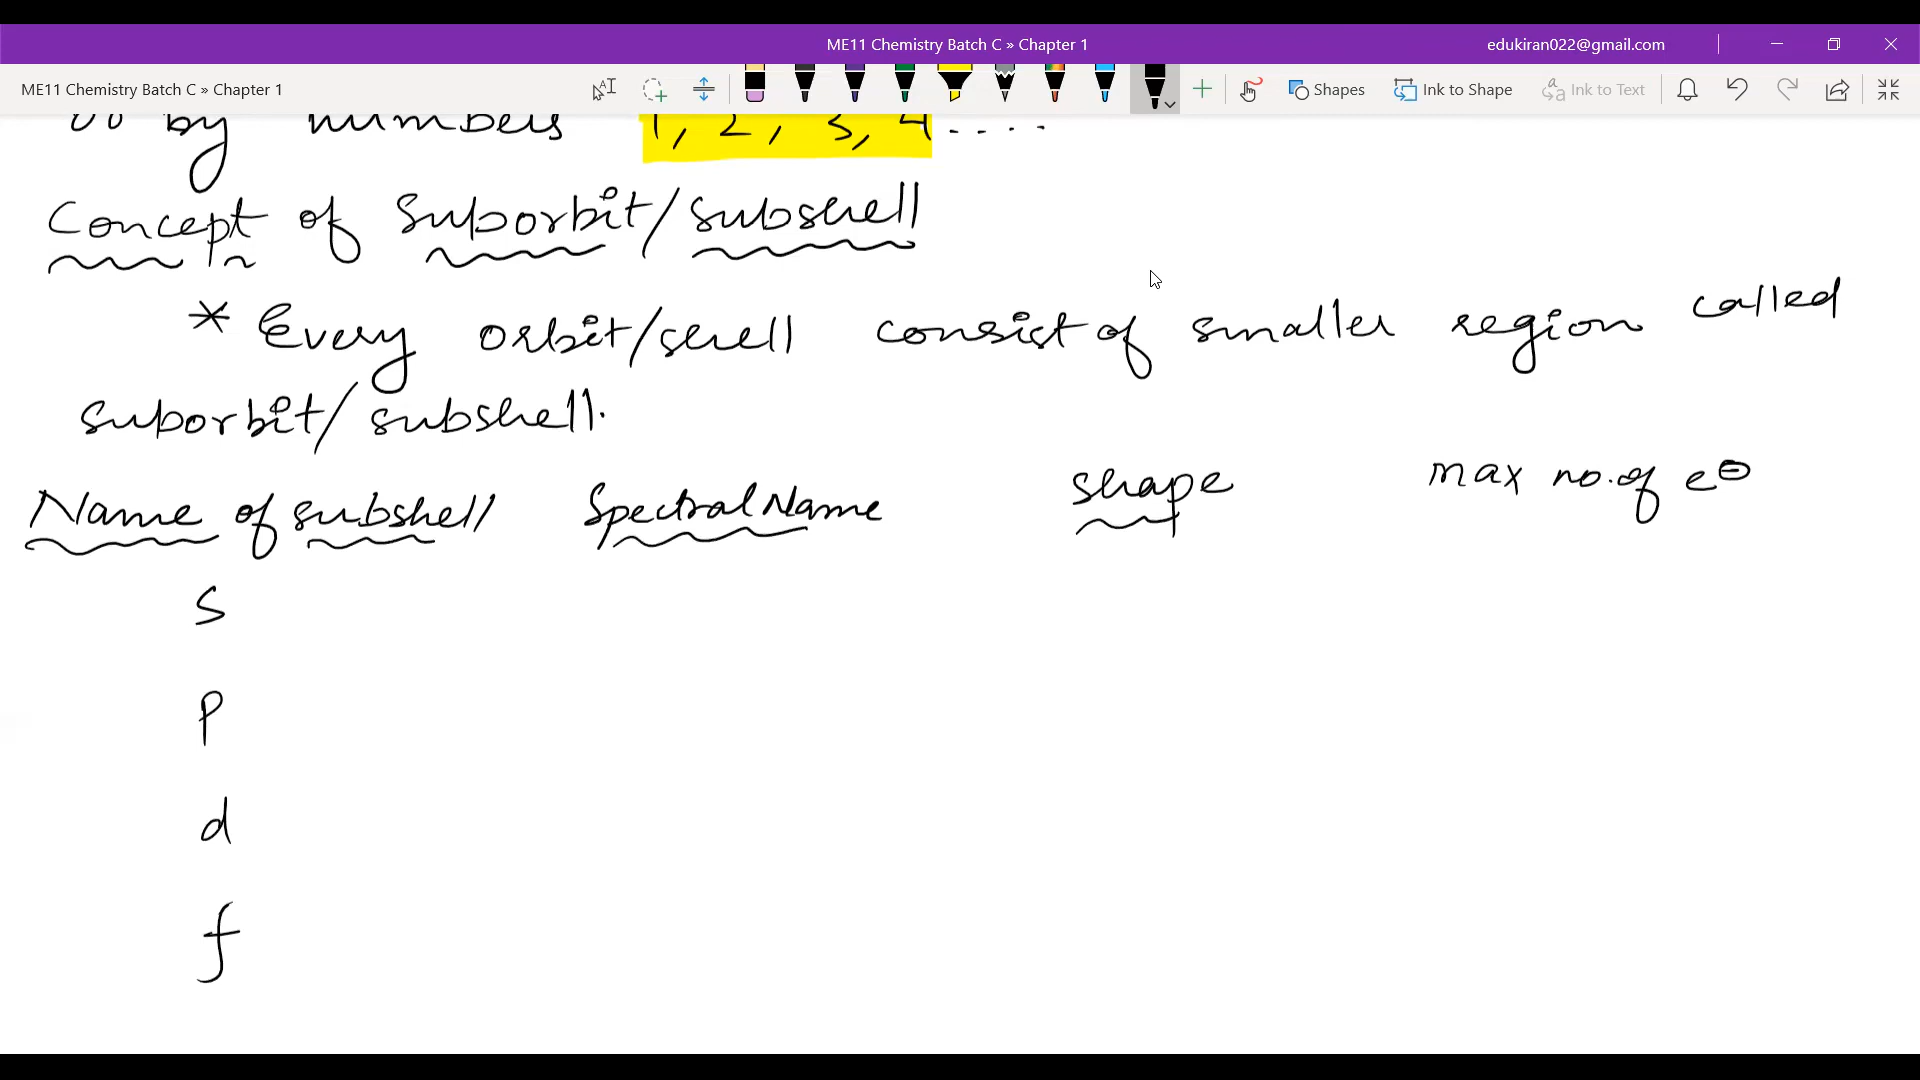 ME11 Chemistry Batch C » Chapter 1
edukiran022@gmail.com
ME11 Chemistry Batch C » Chapter 1
Shapes
Ink to Shape
Ink to Text
by numbers 1, 2, 3, 4 ....
Concept of Suborbit/subshell
* Every orbit/shell consist of smaller region called
suborbit/subshell.
Name of subshell Spectral Name shape max no. of e⊖
s
p
d
f